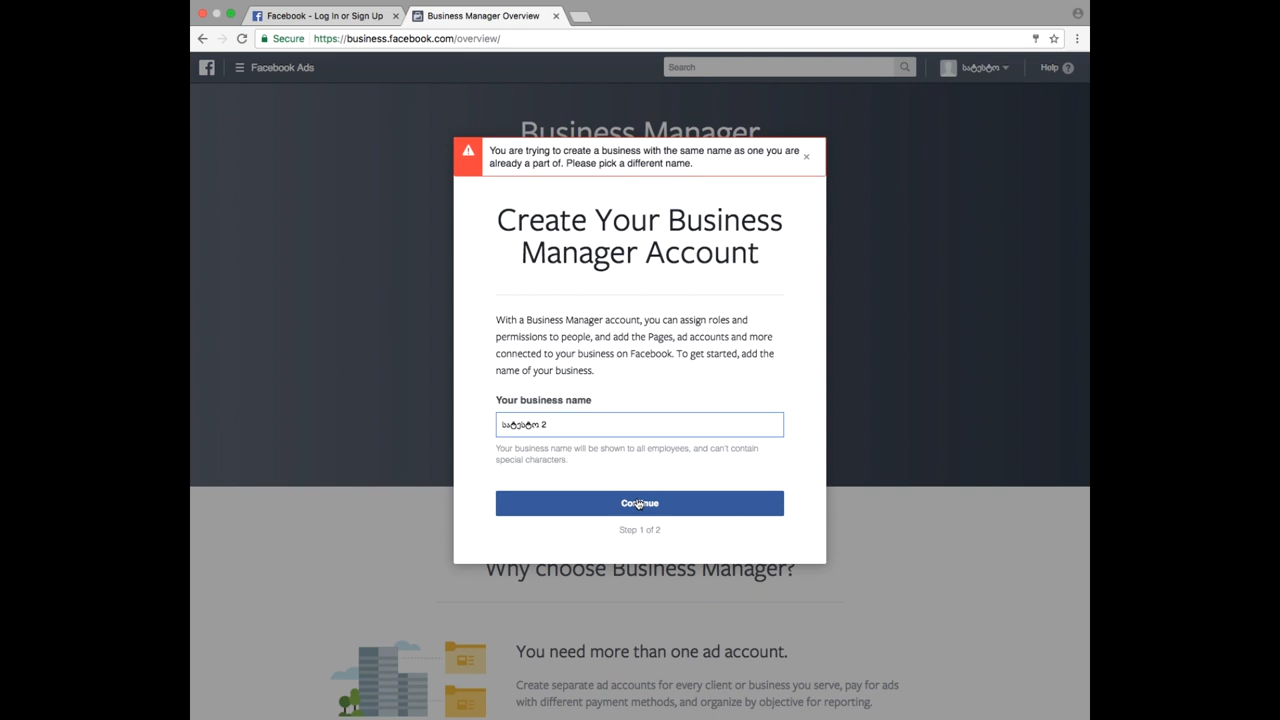 Facebook - Log In or Sign Up
Business Manager Overview
Secure
https://business.facebook.com/overview/
Facebook Ads
Search
სატესტო
Help
Business Manager
You are trying to create a business with the same name as one you are
already a part of. Please pick a different name.
Create Your Business
Manager Account
With a Business Manager account, you can assign roles and
permissions to people, and add the Pages, ad accounts and more
connected to your business on Facebook. To get started, add the
name of your business.
Your business name
სატესტო 2
Your business name will be shown to all employees, and can't contain
special characters.
Continue
Step 1 of 2
Why choose Business Manager?
You need more than one ad account.
Create separate ad accounts for every client or business you serve, pay for ads
with different payment methods, and organize by objective for reporting.